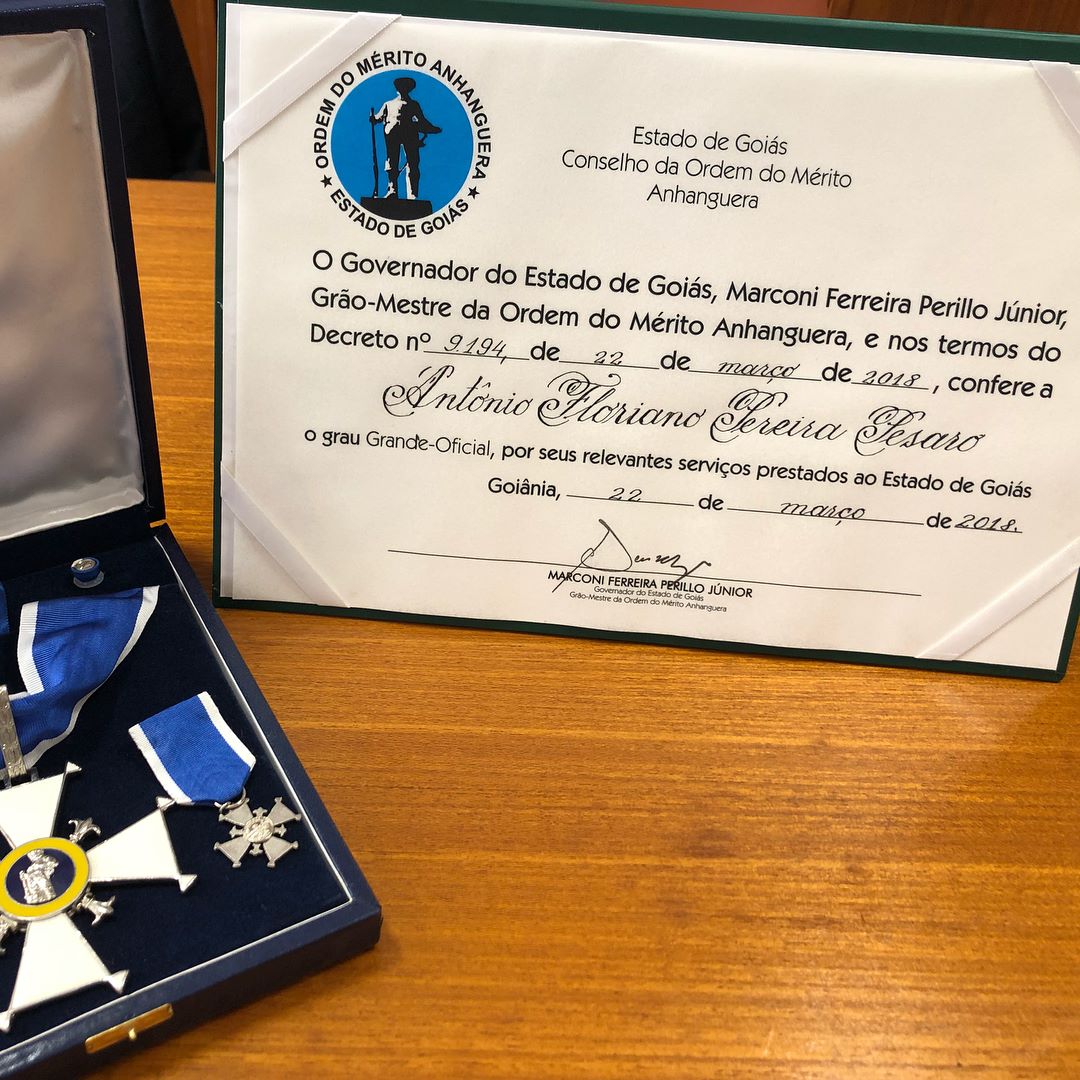 ORDEM DO MÉRITO ANHANGUERA
★ ESTADO DE GOIÁS ★
Estado de Goiás
Conselho da Ordem do Mérito
Anhanguera
O Governador do Estado de Goiás, Marconi Ferreira Perillo Júnior,
Grão-Mestre da Ordem do Mérito Anhanguera, e nos termos do
Decreto nº 9.194, de 22 de março de 2018, confere a
Antônio Floriano Pereira Pesaro
o grau Grande-Oficial, por seus relevantes serviços prestados ao Estado de Goiás
Goiânia, 22 de março de 2018.
MARCONI FERREIRA PERILLO JÚNIOR
Governador do Estado de Goiás
Grão-Mestre da Ordem do Mérito Anhanguera